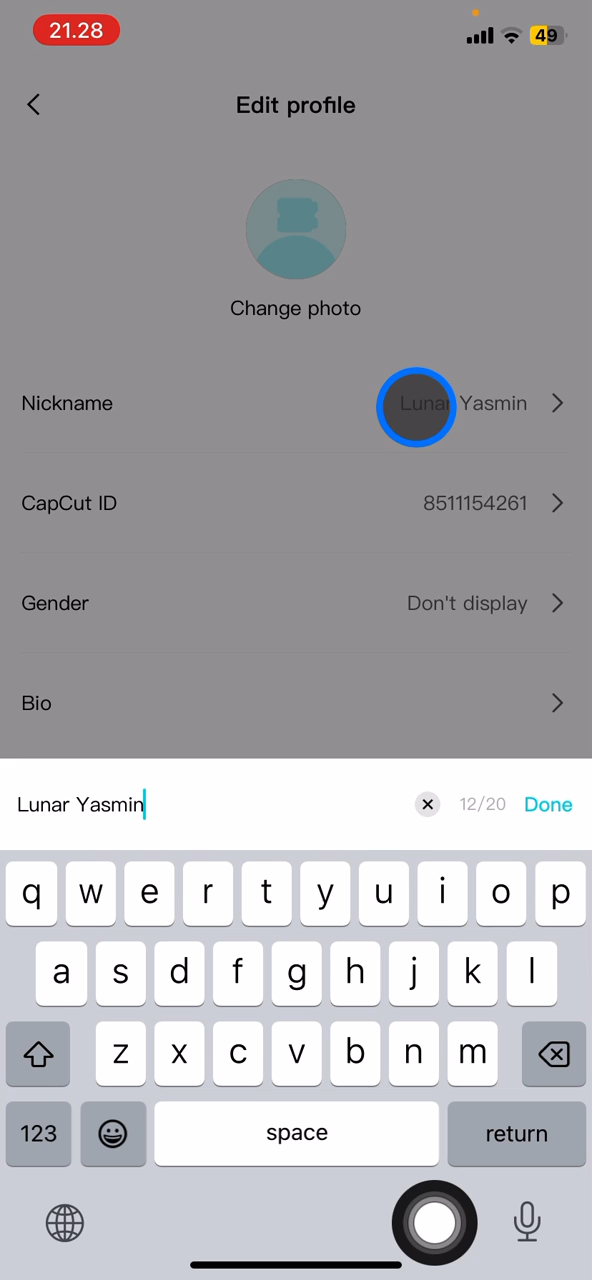 21.28
49
Edit profile
Change photo
Nickname Lunar Yasmin
CapCut ID 8511154261
Gender Don't display
Bio
Lunar Yasmin 12/20 Done
q w e r t y u i o p
a s d f g h j k l
z x c v b n m
123 space return